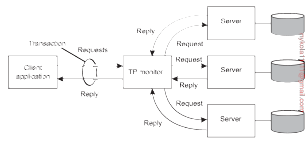 Reply
Server
Transaction
Requests
Request
Client
application
TP monitor
Request
Server
Reply
Reply
Request
Reply
Server